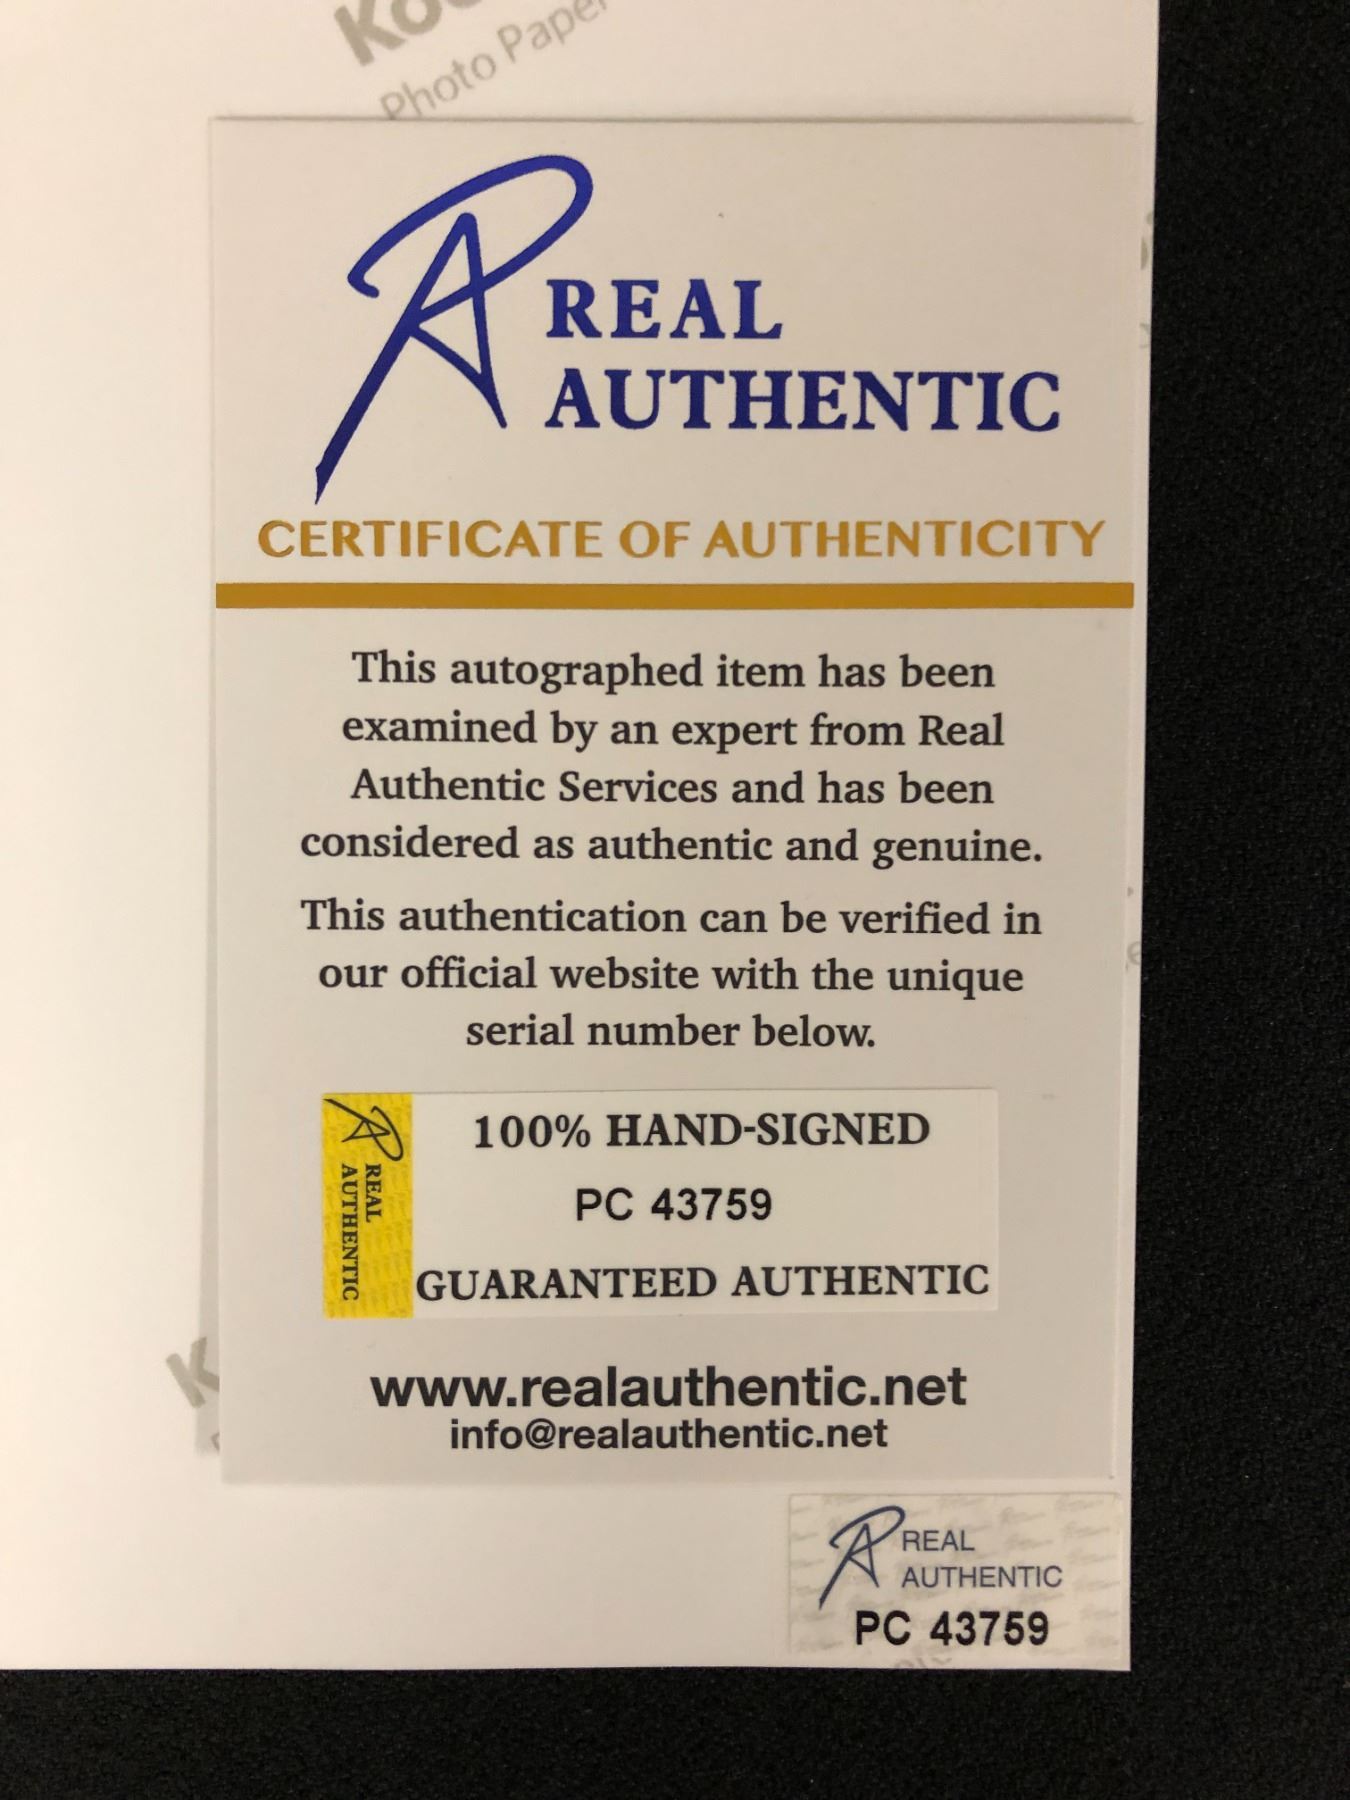 Photo Paper
REAL
AUTHENTIC
CERTIFICATE OF AUTHENTICITY
This autographed item has been
examined by an expert from Real
Authentic Services and has been
considered as authentic and genuine.
This authentication can be verified in
our official website with the unique
serial number below.
REAL
AUTHENTIC
100% HAND-SIGNED
PC 43759
GUARANTEED AUTHENTIC
www.realauthentic.net
info@realauthentic.net
REAL
AUTHENTIC
PC 43759